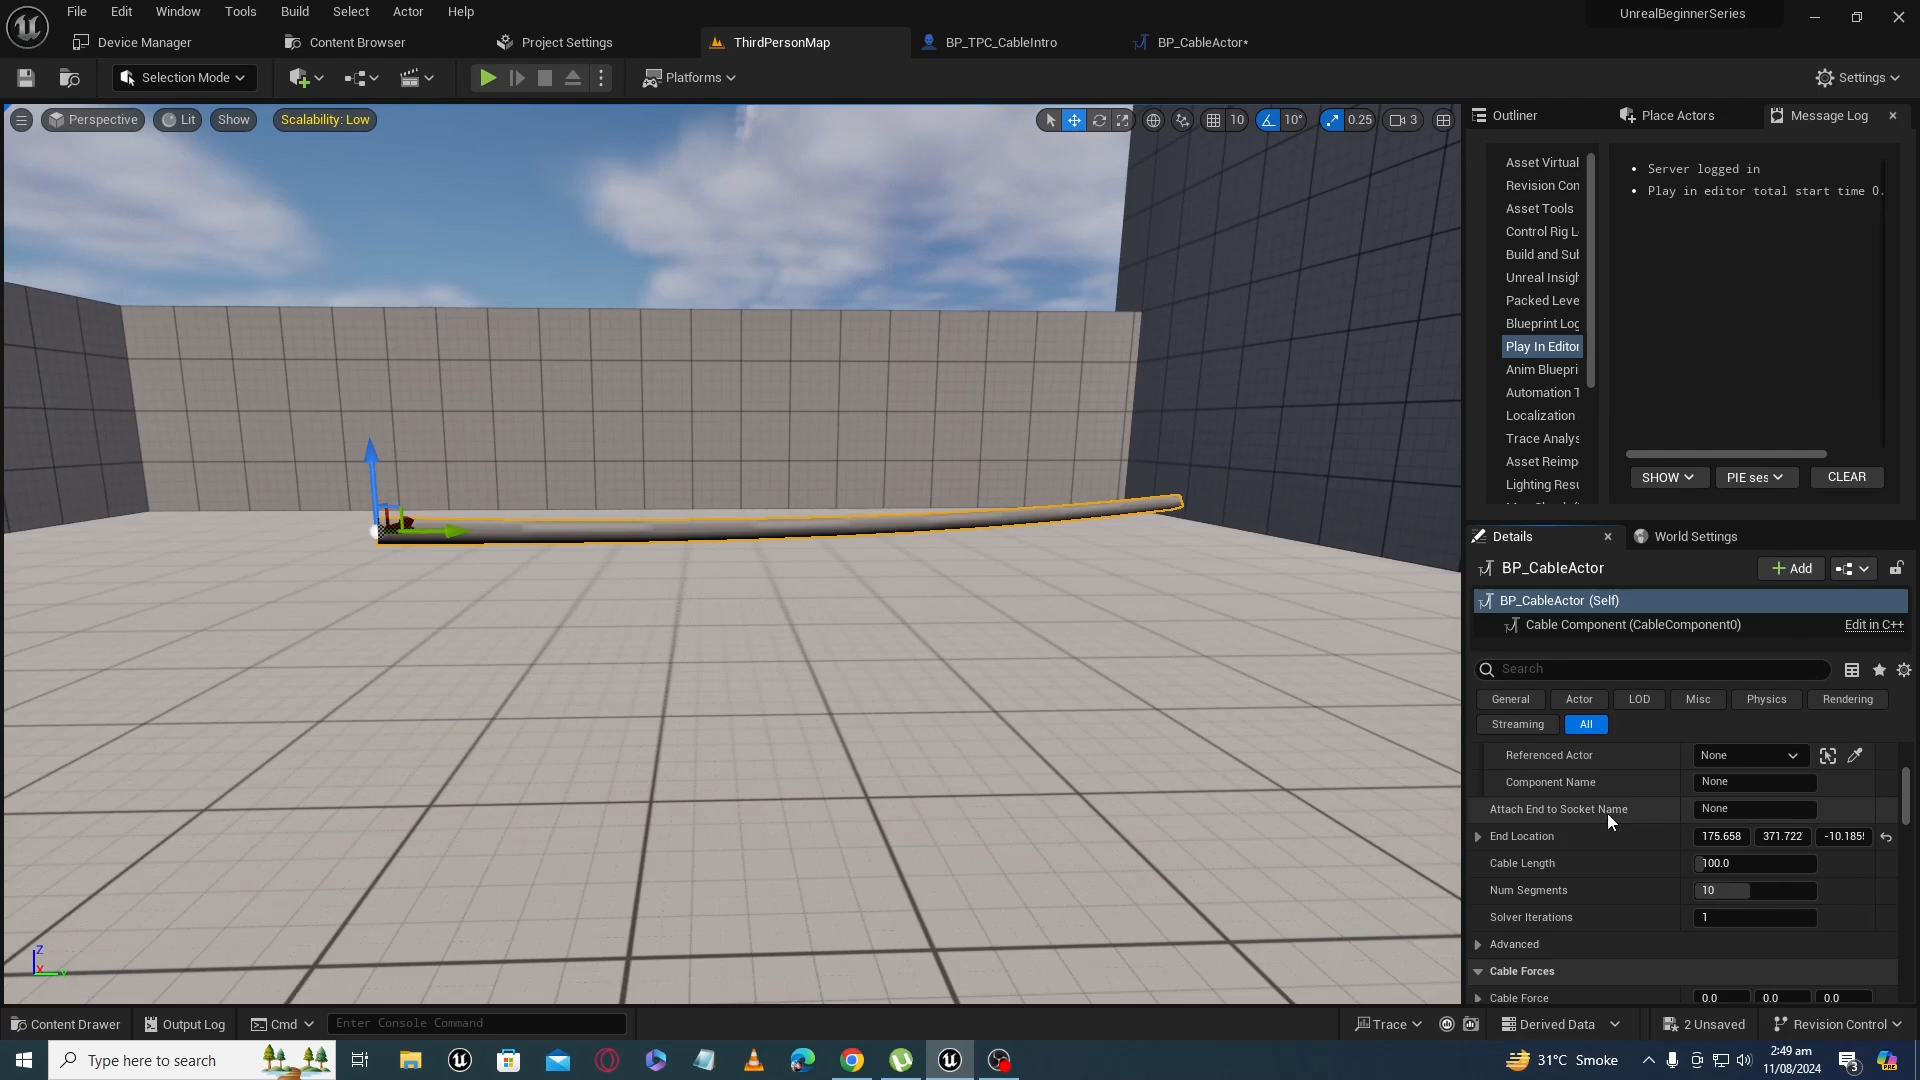 File Edit Window Tools Build Select Actor Help
UnrealBeginnerSeries
Device Manager Content Browser Project Settings ThirdPersonMap BP_TPC_CableIntro BP_CableActor*
Selection Mode Platforms Settings
Perspective Lit Show Scalability: Low 10 10° 0.25 3
Outliner Place Actors Message Log
Asset Virtual
Revision Con
Asset Tools
Control Rig L
Build and Sub
Unreal Insigh
Packed Leve
Blueprint Log
Play In Editor
Anim Bluepri
Automation T
Localization
Trace Analys
Asset Reimp
Lighting Resu
Server logged in
Play in editor total start time 0.
SHOW PIE ses CLEAR
Details World Settings
BP_CableActor Add
BP_CableActor (Self)
Cable Component (CableComponent0) Edit in C++
Search
General Actor LOD Misc Physics Rendering
Streaming All
Referenced Actor None
Component Name None
Attach End to Socket Name None
End Location 175.658 371.722 -10.185
Cable Length 100.0
Num Segments 10
Solver Iterations 1
Advanced
Cable Forces
Cable Force 0.0 0.0 0.0
Z
X Y
Content Drawer Output Log Cmd Enter Console Command Trace Derived Data 2 Unsaved Revision Control
Type here to search 31°C Smoke 2:49 am
11/08/2024 3